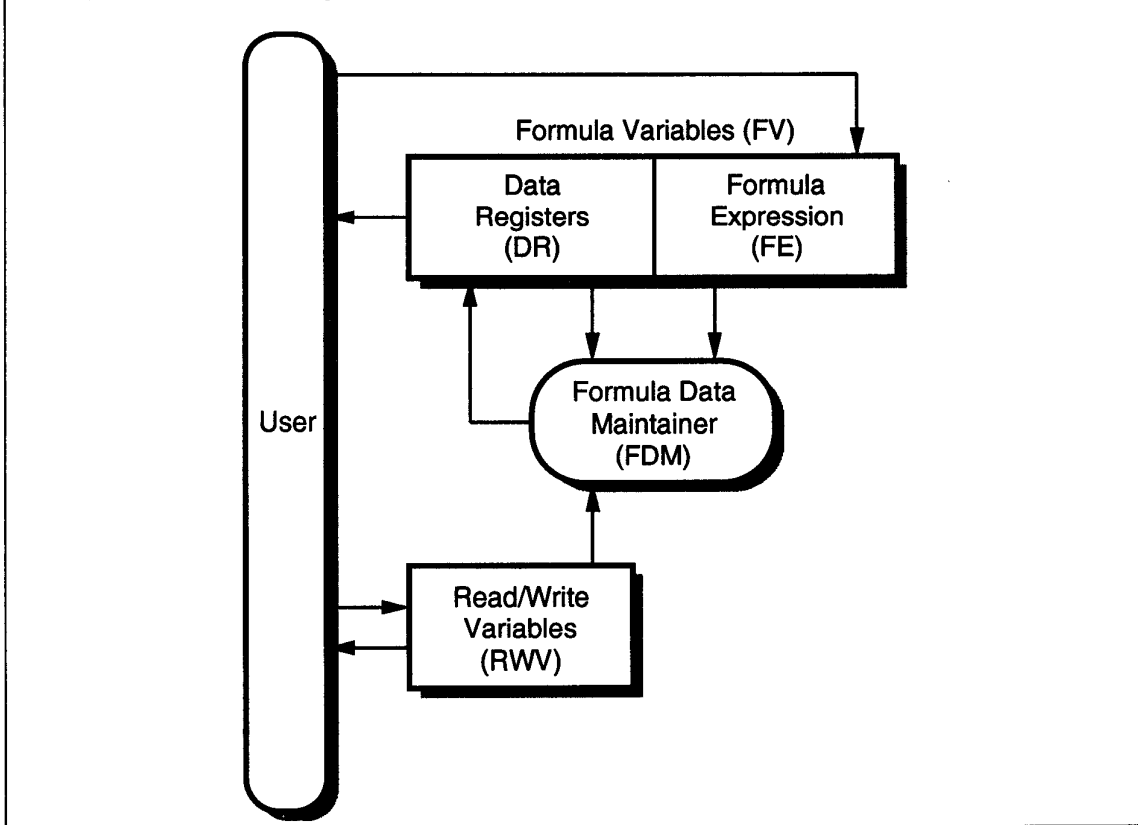 Formula Variables (FV)
Data
Registers
(DR)
Formula
Expression
(FE)
User
Formula Data
Maintainer
(FDM)
Read/Write
Variables
(RWV)